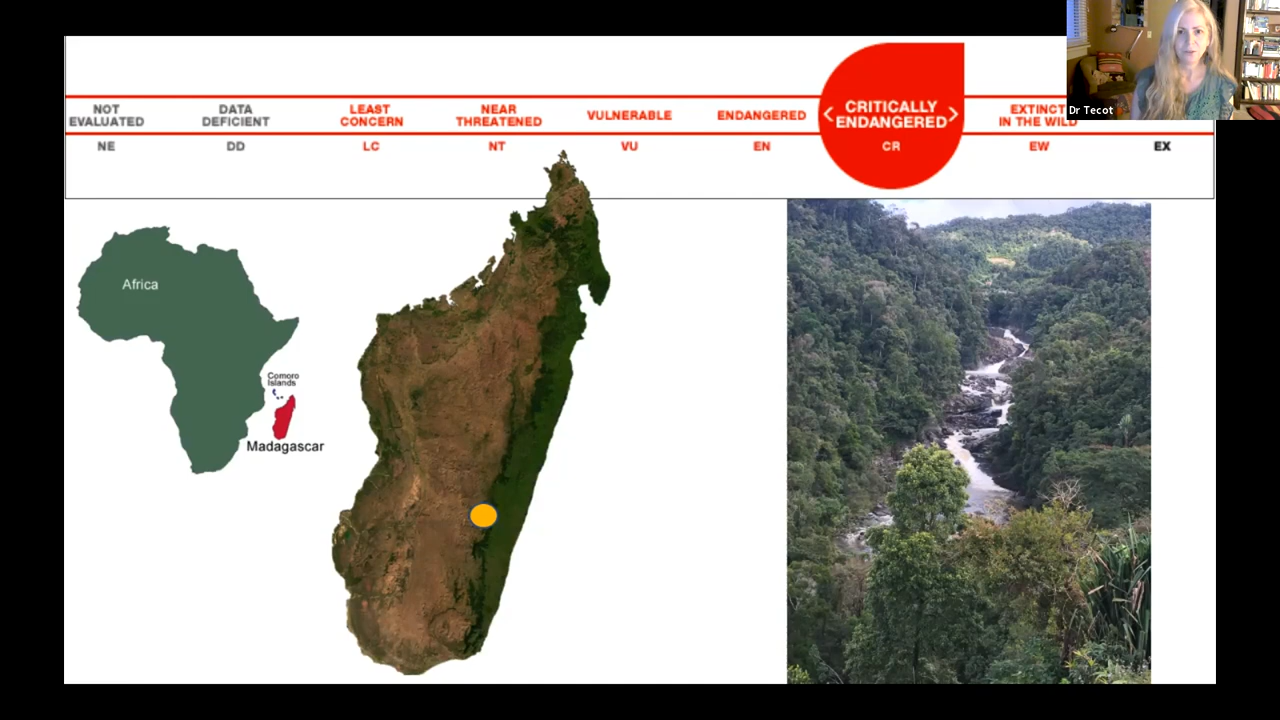 Dr Tecot
NOT EVALUATED
DATA DEFICIENT
LEAST CONCERN
NEAR THREATENED
VULNERABLE
ENDANGERED
< CRITICALLY ENDANGERED >
EXTINCT IN THE WILD
NE
DD
LC
NT
VU
EN
CR
EW
EX
Africa
Comoro
Islands
Madagascar